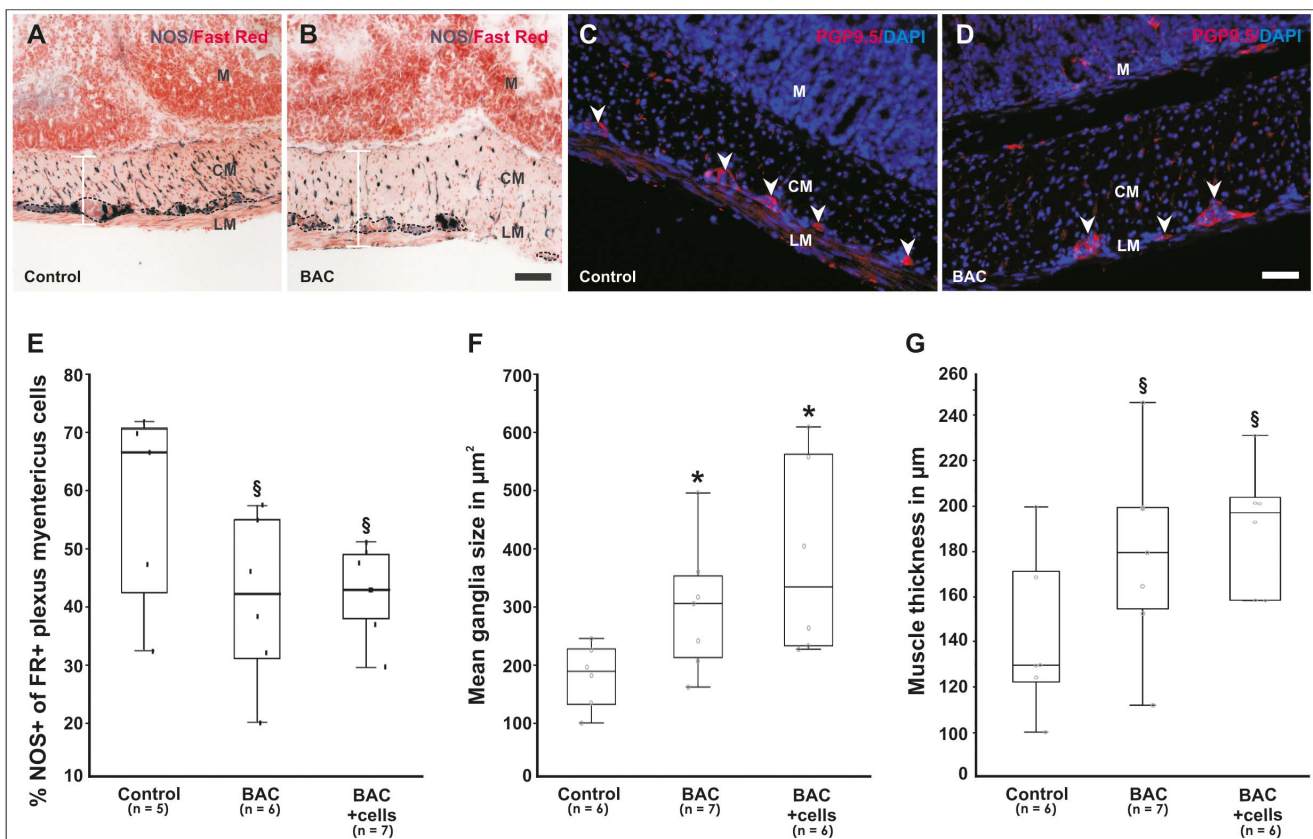 A
NOS/Fast Red
M
CM
LM
Control
B
NOS/Fast Red
M
CM
LM
BAC
C
PGP9.5/DAPI
M
CM
LM
Control
D
PGP9.5/DAPI
M
CM
LM
BAC
E
% NOS+ of FR+ plexus myentericus cells
80
70
60
50
40
30
20
10
§
§
Control
(n = 5)
BAC
(n = 6)
BAC
+cells
(n = 7)
F
Mean ganglia size in µm²
700
600
500
400
300
200
100
0
*
*
Control
(n = 6)
BAC
(n = 7)
BAC
+cells
(n = 6)
G
Muscle thickness in µm
260
240
220
200
180
160
140
120
100
0
§
§
Control
(n = 6)
BAC
(n = 7)
BAC
+cells
(n = 6)